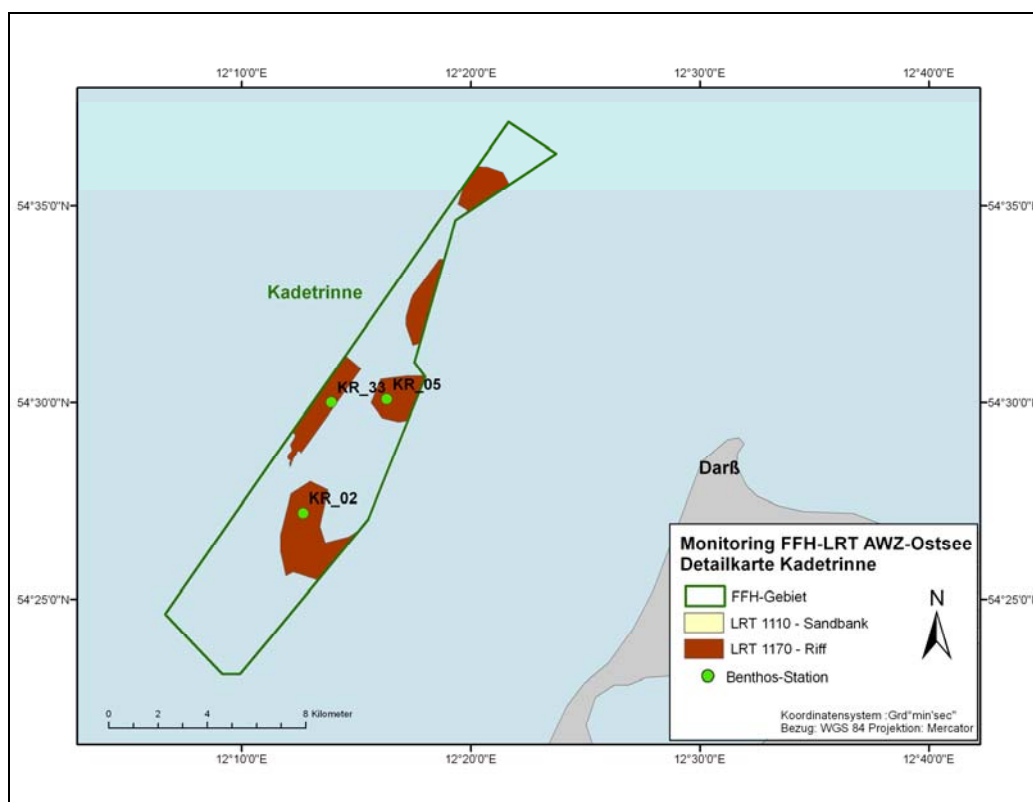 12°10'0"E 12°20'0"E 12°30'0"E 12°40'0"E
54°35'0"N 54°35'0"N
Kadetrinne
KR_33 KR_05
54°30'0"N 54°30'0"N
Darß
KR_02
Monitoring FFH-LRT AWZ-Ostsee
Detailkarte Kadetrinne
FFH-Gebiet
LRT 1110 - Sandbank
LRT 1170 - Riff
Benthos-Station
N
54°25'0"N 54°25'0"N
Koordinatensystem :Grd°min'sec"
Bezug: WGS 84 Projektion: Mercator
0 2 4 8 Kilometer
12°10'0"E 12°20'0"E 12°30'0"E 12°40'0"E